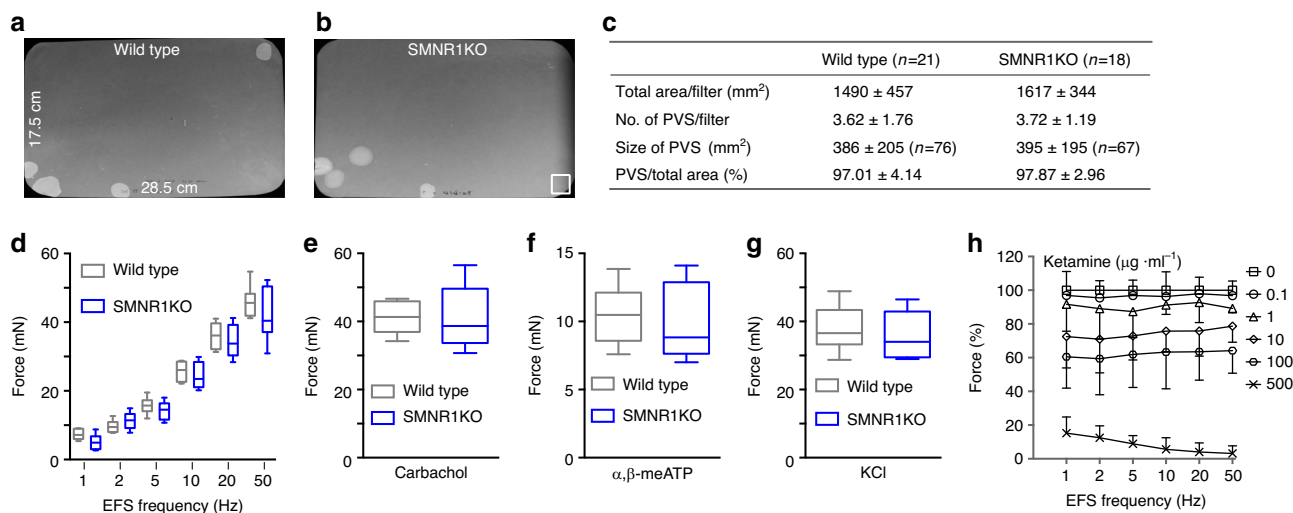 a
Wild type
17.5 cm
28.5 cm
b
SMNR1KO
c
Wild type (n=21) SMNR1KO (n=18)
Total area/filter (mm²) 1490 ± 457 1617 ± 344
No. of PVS/filter 3.62 ± 1.76 3.72 ± 1.19
Size of PVS (mm²) 386 ± 205 (n=76) 395 ± 195 (n=67)
PVS/total area (%) 97.01 ± 4.14 97.87 ± 2.96
d
60
40
20
0
Force (mN)
Wild type
SMNR1KO
1 2 5 10 20 50
EFS frequency (Hz)
e
60
40
20
0
Force (mN)
Wild type
SMNR1KO
Carbachol
f
15
10
5
0
Force (mN)
Wild type
SMNR1KO
α,β-meATP
g
60
40
20
0
Force (mN)
Wild type
SMNR1KO
KCl
h
120
100
80
60
40
20
0
Force (%)
Ketamine (μg ·ml⁻¹)
0
0.1
1
10
100
500
1 2 5 10 20 50
EFS frequency (Hz)